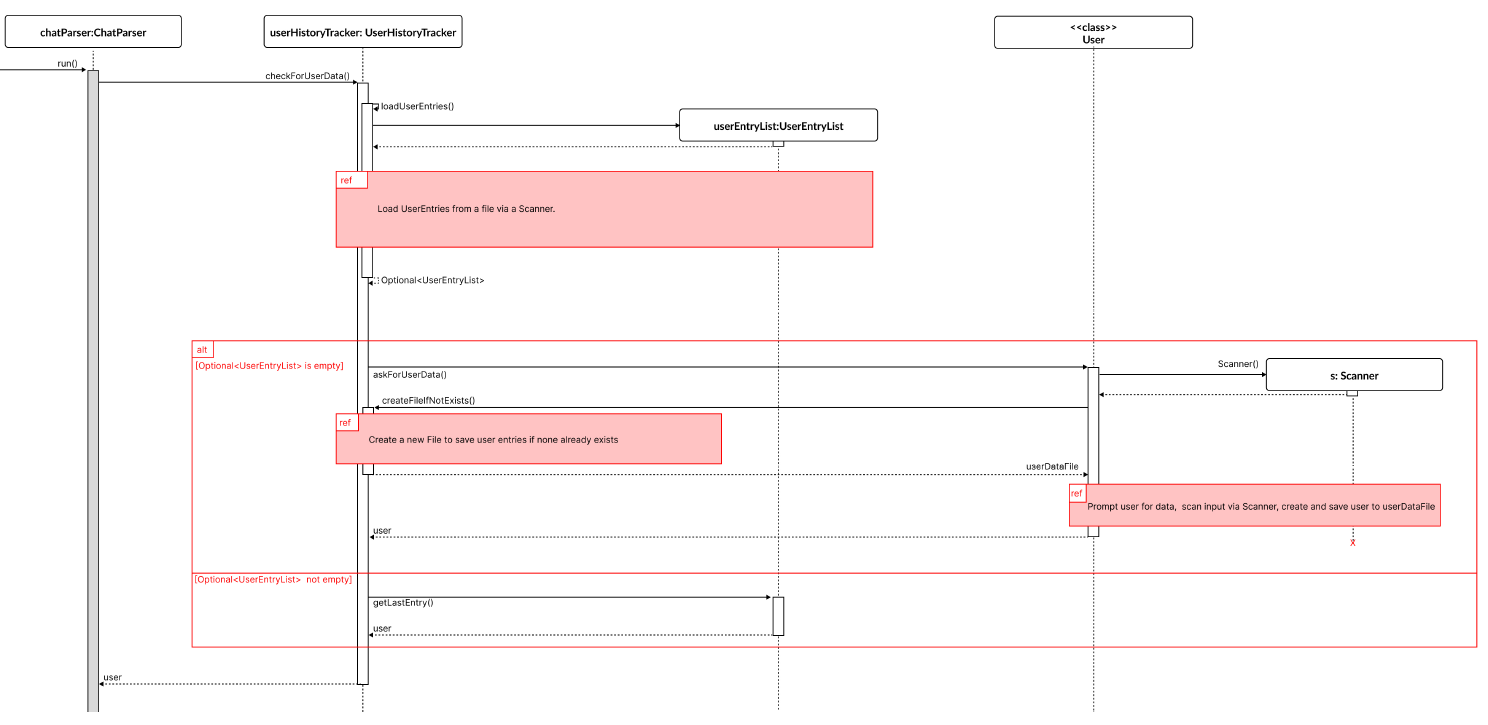 chatParser:ChatParser
userHistoryTracker: UserHistoryTracker
<<class>>
User
run()
checkForUserData()
loadUserEntries()
userEntryList:UserEntryList
ref
Load UserEntries from a file via a Scanner.
Optional<UserEntryList>
alt
[Optional<UserEntryList> is empty]
askForUserData()
Scanner()
s: Scanner
createFileIfNotExists()
ref
Create a new File to save user entries if none already exists
userDataFile
ref
Prompt user for data,  scan input via Scanner, create and save user to userDataFile
user
X
[Optional<UserEntryList>  not empty]
getLastEntry()
user
user